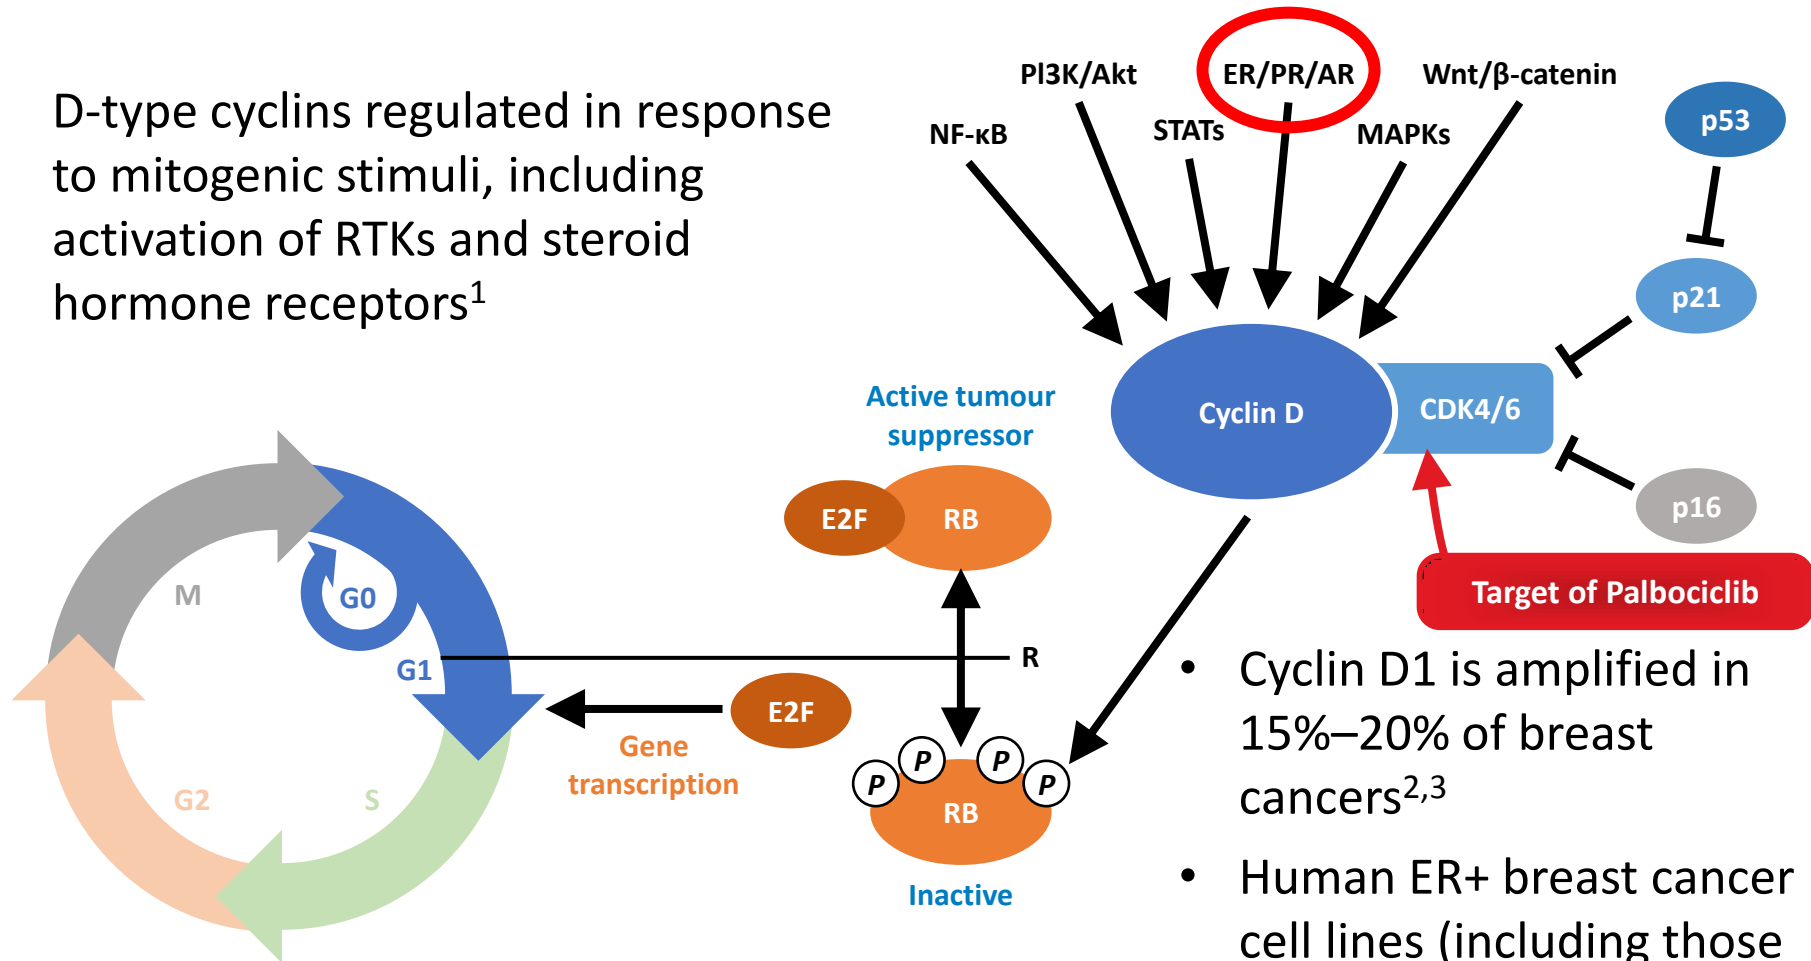 D-type cyclins regulated in response
to mitogenic stimuli, including
activation of RTKs and steroid
hormone receptors¹
PI3K/Akt
ER/PR/AR
Wnt/β-catenin
NF-κB
STATs
MAPKs
p53
p21
Cyclin D
CDK4/6
p16
Target of Palbociclib
Active tumour
suppressor
E2F
RB
M
G0
G1
R
G2
S
E2F
Gene
transcription
P
P
P
P
RB
Inactive
• Cyclin D1 is amplified in
15%–20% of breast
cancers²,³
• Human ER+ breast cancer
cell lines (including those